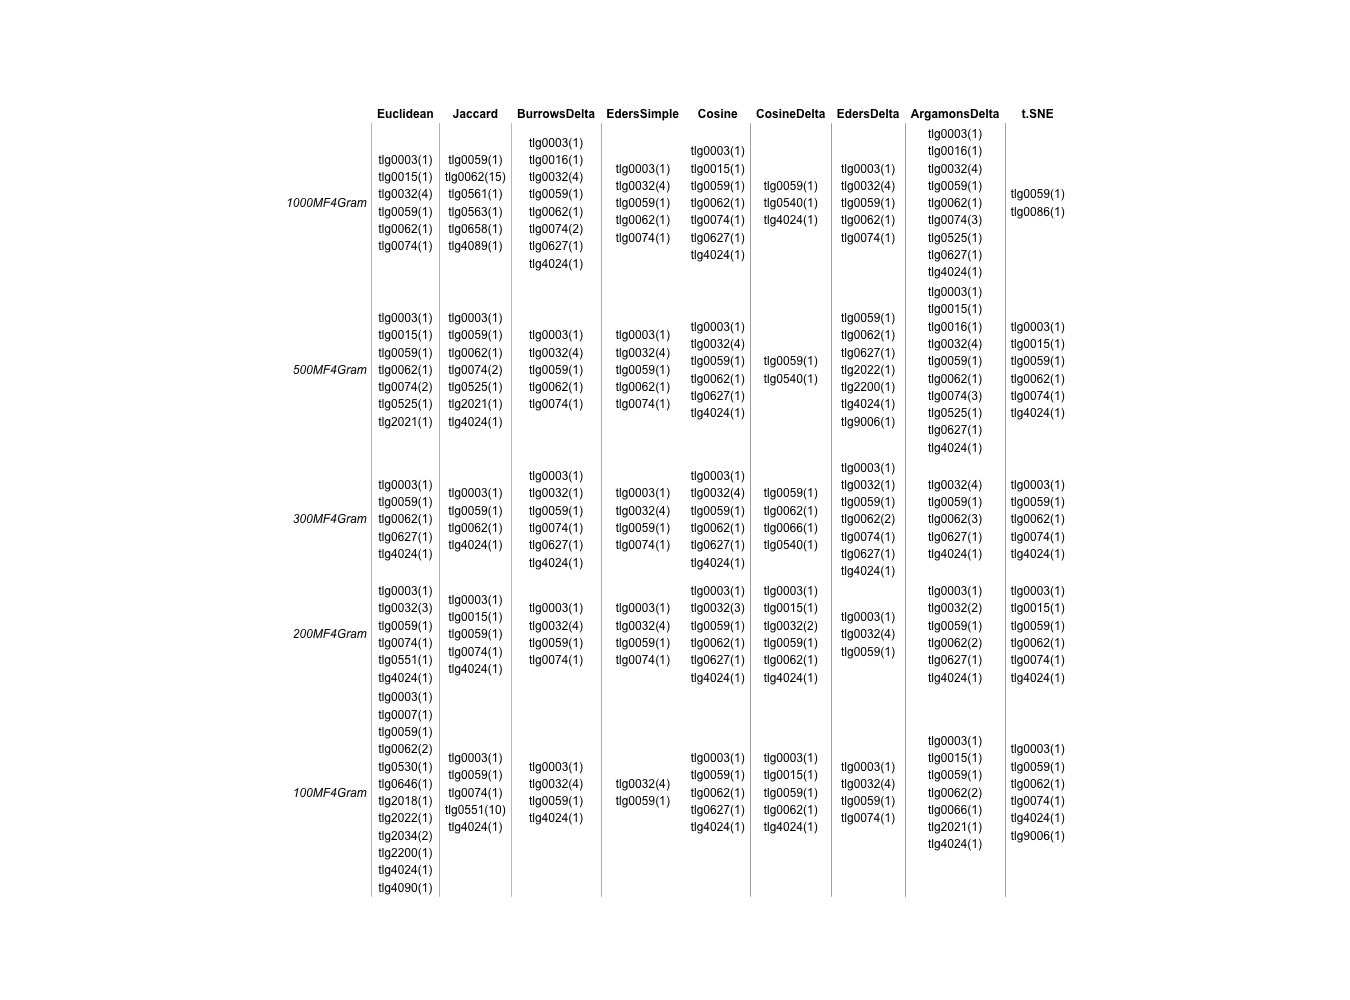 Euclidean Jaccard BurrowsDelta EdersSimple Cosine CosineDelta EdersDelta ArgamonsDelta t.SNE
1000MF4Gram
tlg0003(1)
tlg0015(1)
tlg0032(4)
tlg0059(1)
tlg0062(1)
tlg0074(1)
tlg0059(1)
tlg0062(15)
tlg0561(1)
tlg0563(1)
tlg0658(1)
tlg4089(1)
tlg0003(1)
tlg0016(1)
tlg0032(4)
tlg0059(1)
tlg0062(1)
tlg0074(2)
tlg0627(1)
tlg4024(1)
tlg0003(1)
tlg0032(4)
tlg0059(1)
tlg0062(1)
tlg0074(1)
tlg0003(1)
tlg0015(1)
tlg0059(1)
tlg0062(1)
tlg0074(1)
tlg0627(1)
tlg4024(1)
tlg0059(1)
tlg0540(1)
tlg4024(1)
tlg0003(1)
tlg0032(4)
tlg0059(1)
tlg0062(1)
tlg0074(1)
tlg0003(1)
tlg0016(1)
tlg0032(4)
tlg0059(1)
tlg0062(1)
tlg0074(3)
tlg0525(1)
tlg0627(1)
tlg4024(1)
tlg0059(1)
tlg0086(1)
500MF4Gram
tlg0003(1)
tlg0015(1)
tlg0059(1)
tlg0062(1)
tlg0074(2)
tlg0525(1)
tlg2021(1)
tlg0003(1)
tlg0059(1)
tlg0062(1)
tlg0074(2)
tlg0525(1)
tlg2021(1)
tlg4024(1)
tlg0003(1)
tlg0032(4)
tlg0059(1)
tlg0062(1)
tlg0074(1)
tlg0003(1)
tlg0032(4)
tlg0059(1)
tlg0062(1)
tlg0074(1)
tlg0003(1)
tlg0032(4)
tlg0059(1)
tlg0062(1)
tlg0627(1)
tlg4024(1)
tlg0059(1)
tlg0540(1)
tlg0059(1)
tlg0062(1)
tlg0627(1)
tlg2022(1)
tlg2200(1)
tlg4024(1)
tlg9006(1)
tlg0003(1)
tlg0015(1)
tlg0016(1)
tlg0032(4)
tlg0059(1)
tlg0062(1)
tlg0074(3)
tlg0525(1)
tlg0627(1)
tlg4024(1)
tlg0003(1)
tlg0015(1)
tlg0059(1)
tlg0062(1)
tlg0074(1)
tlg4024(1)
300MF4Gram
tlg0003(1)
tlg0059(1)
tlg0062(1)
tlg0627(1)
tlg4024(1)
tlg0003(1)
tlg0059(1)
tlg0062(1)
tlg4024(1)
tlg0003(1)
tlg0032(1)
tlg0059(1)
tlg0074(1)
tlg0627(1)
tlg4024(1)
tlg0003(1)
tlg0032(4)
tlg0059(1)
tlg0074(1)
tlg0003(1)
tlg0032(4)
tlg0059(1)
tlg0062(1)
tlg0627(1)
tlg4024(1)
tlg0059(1)
tlg0062(1)
tlg0066(1)
tlg0540(1)
tlg0003(1)
tlg0032(1)
tlg0059(1)
tlg0062(2)
tlg0074(1)
tlg0627(1)
tlg4024(1)
tlg0032(4)
tlg0059(1)
tlg0062(3)
tlg0627(1)
tlg4024(1)
tlg0003(1)
tlg0059(1)
tlg0062(1)
tlg0074(1)
tlg4024(1)
200MF4Gram
tlg0003(1)
tlg0032(3)
tlg0059(1)
tlg0074(1)
tlg0551(1)
tlg4024(1)
tlg0003(1)
tlg0015(1)
tlg0059(1)
tlg0074(1)
tlg4024(1)
tlg0003(1)
tlg0032(4)
tlg0059(1)
tlg0074(1)
tlg0003(1)
tlg0032(4)
tlg0059(1)
tlg0074(1)
tlg0003(1)
tlg0032(3)
tlg0059(1)
tlg0062(1)
tlg0627(1)
tlg4024(1)
tlg0003(1)
tlg0015(1)
tlg0032(2)
tlg0059(1)
tlg0062(1)
tlg4024(1)
tlg0003(1)
tlg0032(4)
tlg0059(1)
tlg0003(1)
tlg0032(2)
tlg0059(1)
tlg0062(2)
tlg0627(1)
tlg4024(1)
tlg0003(1)
tlg0015(1)
tlg0059(1)
tlg0062(1)
tlg0074(1)
tlg4024(1)
100MF4Gram
tlg0003(1)
tlg0007(1)
tlg0059(1)
tlg0062(2)
tlg0530(1)
tlg0646(1)
tlg2018(1)
tlg2022(1)
tlg2034(2)
tlg2200(1)
tlg4024(1)
tlg4090(1)
tlg0003(1)
tlg0059(1)
tlg0074(1)
tlg0551(10)
tlg4024(1)
tlg0003(1)
tlg0032(4)
tlg0059(1)
tlg4024(1)
tlg0032(4)
tlg0059(1)
tlg0003(1)
tlg0059(1)
tlg0062(1)
tlg0627(1)
tlg4024(1)
tlg0003(1)
tlg0015(1)
tlg0059(1)
tlg0062(1)
tlg4024(1)
tlg0003(1)
tlg0032(4)
tlg0059(1)
tlg0074(1)
tlg0003(1)
tlg0015(1)
tlg0059(1)
tlg0062(2)
tlg0066(1)
tlg2021(1)
tlg4024(1)
tlg0003(1)
tlg0059(1)
tlg0062(1)
tlg0074(1)
tlg4024(1)
tlg9006(1)